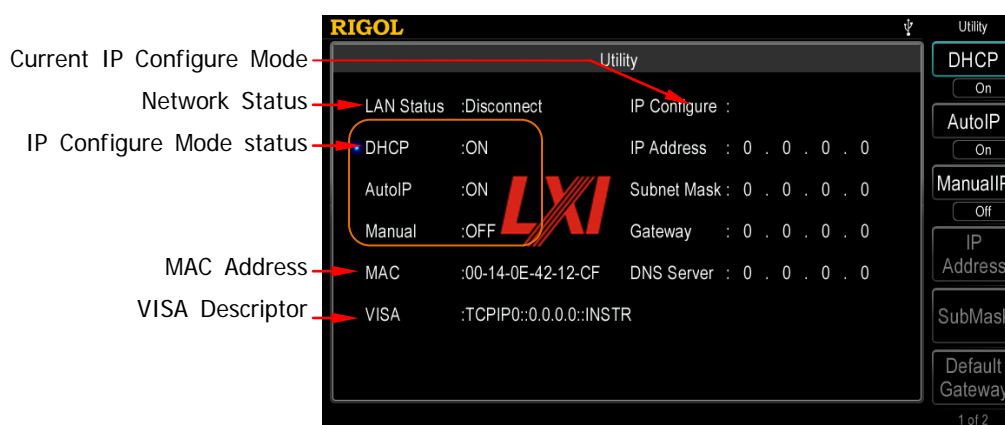 RIGOL
Utility
Utility
Current IP Configure Mode
DHCP
On
Network Status
LAN Status :Disconnect IP Configure :
AutoIP
On
IP Configure Mode status
DHCP :ON IP Address : 0 . 0 . 0 . 0
AutoIP :ON Subnet Mask : 0 . 0 . 0 . 0
LXI
ManualIP
Off
Manual :OFF Gateway : 0 . 0 . 0 . 0
IP
Address
MAC Address
MAC :00-14-0E-42-12-CF DNS Server : 0 . 0 . 0 . 0
VISA Descriptor
VISA :TCPIP0::0.0.0.0::INSTR
SubMask
Default
Gateway
1 of 2